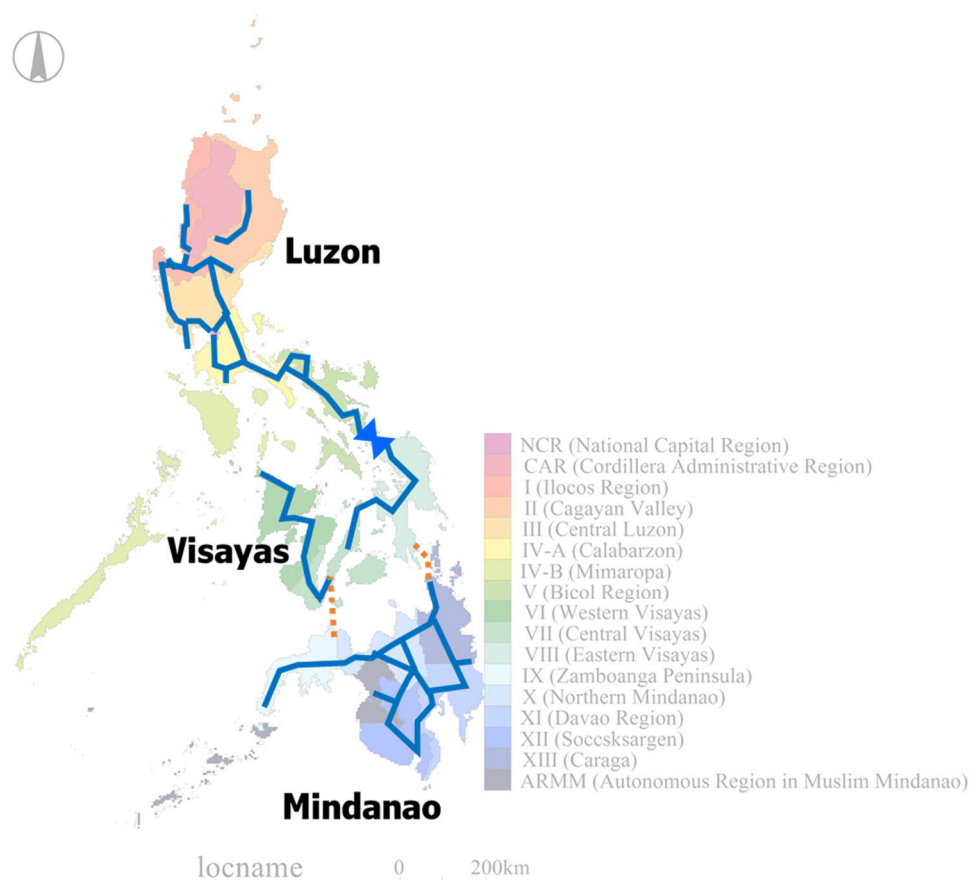 Luzon
NCR (National Capital Region)
CAR (Cordillera Administrative Region)
I (Ilocos Region)
II (Cagayan Valley)
III (Central Luzon)
IV-A (Calabarzon)
IV-B (Mimaropa)
V (Bicol Region)
VI (Western Visayas)
VII (Central Visayas)
VIII (Eastern Visayas)
IX (Zamboanga Peninsula)
X (Northern Mindanao)
XI (Davao Region)
XII (Soccsksargen)
XIII (Caraga)
ARMM (Autonomous Region in Muslim Mindanao)
Visayas
Mindanao
locname
0 200km